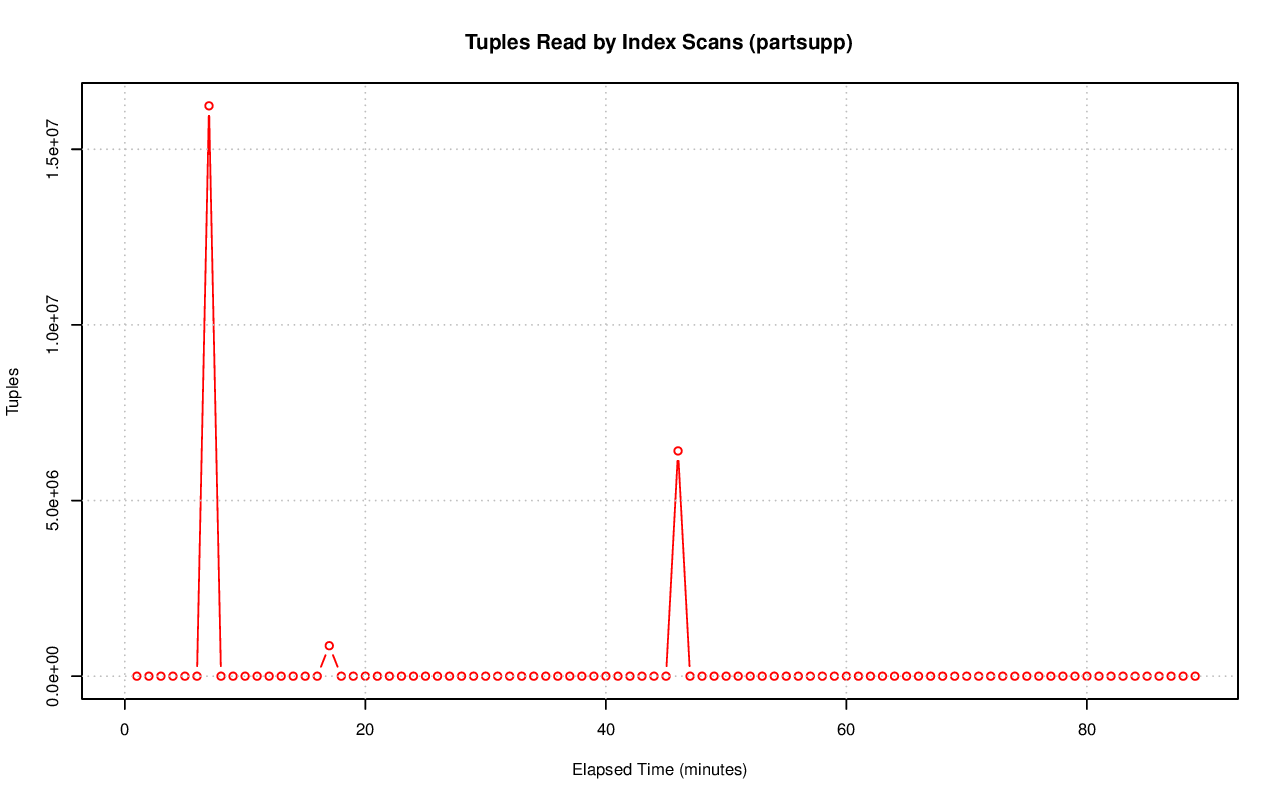 Tuples Read by Index Scans (partsupp)
Tuples
1.5e+07
1.0e+07
5.0e+06
0.0e+00
0 20 40 60 80
Elapsed Time (minutes)